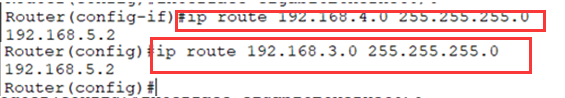 Router(config-if)#ip route 192.168.4.0 255.255.255.0
192.168.5.2
Router(config)#ip route 192.168.3.0 255.255.255.0
192.168.5.2
Router(config)#